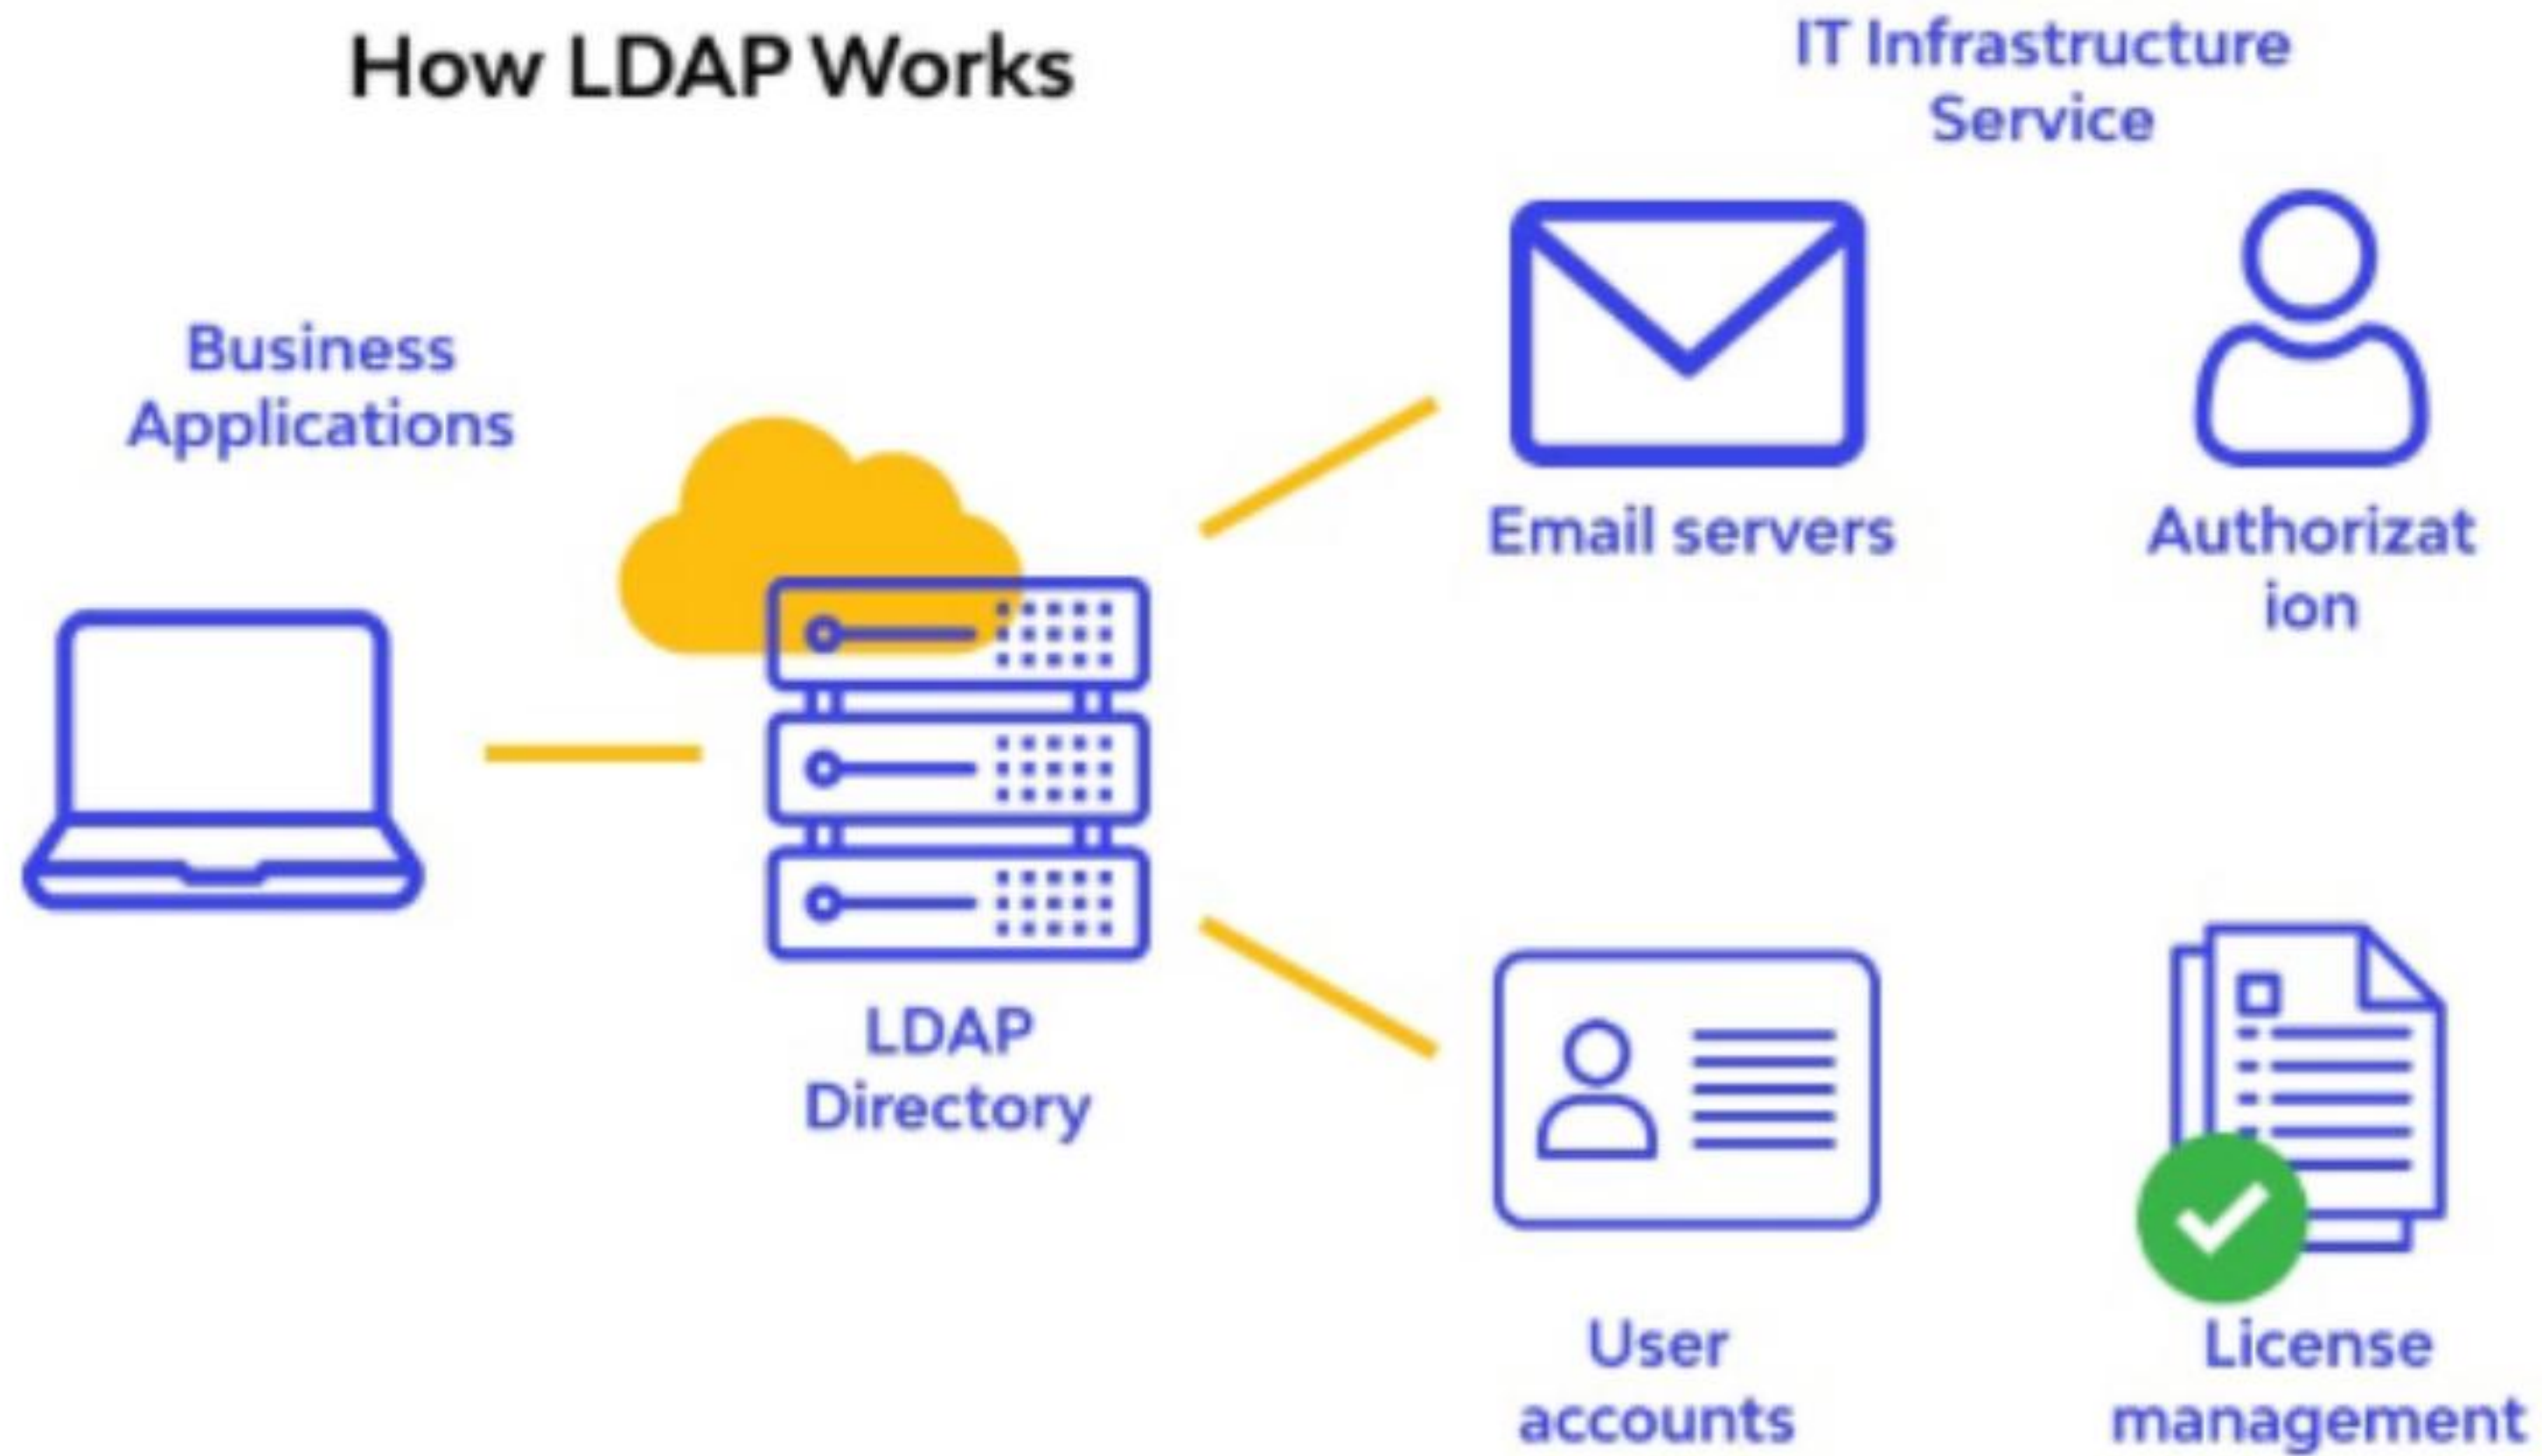 How LDAP Works
IT Infrastructure
Service
Business
Applications
Email servers
Authorizat
ion
LDAP
Directory
User
accounts
License
management